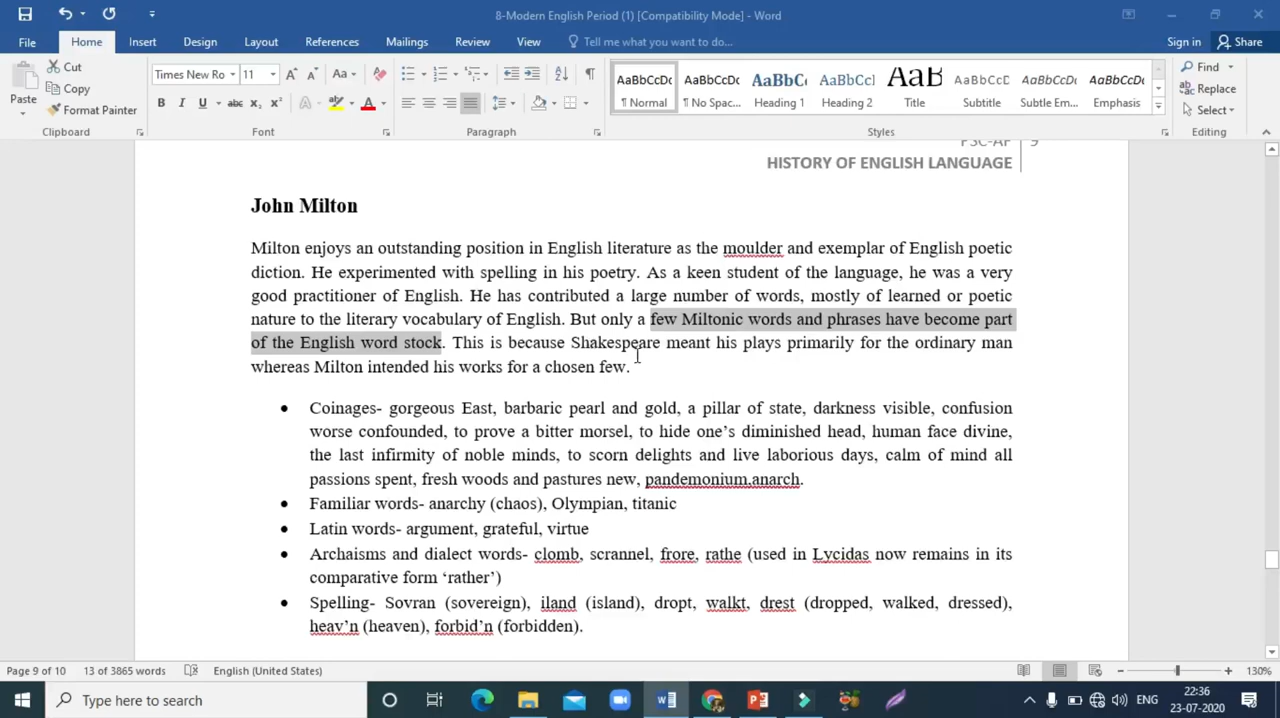 8-Modern English Period (1) [Compatibility Mode] - Word
File Home Insert Design Layout References Mailings Review View Tell me what you want to do... Sign in Share
Paste Cut Copy Format Painter
Times New Ro 11
AaBbCcDc AaBbCcDc AaBbC AaBbCcl AaB AaBbCcD AaBbCcDc AaBbCcDc
¶ Normal ¶ No Spac... Heading Heading 2 Title Subtitle Subtle Em... Emphasis
Find Replace Select
Clipboard Font Paragraph Styles Editing
PSC-AP 9
HISTORY OF ENGLISH LANGUAGE
John Milton
Milton enjoys an outstanding position in English literature as the moulder and exemplar of English poetic
diction. He experimented with spelling in his poetry. As a keen student of the language, he was a very
good practitioner of English. He has contributed a large number of words, mostly of learned or poetic
nature to the literary vocabulary of English. But only a few Miltonic words and phrases have become part
of the English word stock. This is because Shakespeare meant his plays primarily for the ordinary man
whereas Milton intended his works for a chosen few.
• Coinages- gorgeous East, barbaric pearl and gold, a pillar of state, darkness visible, confusion
worse confounded, to prove a bitter morsel, to hide one's diminished head, human face divine,
the last infirmity of noble minds, to scorn delights and live laborious days, calm of mind all
passions spent, fresh woods and pastures new, pandemonium,anarch.
• Familiar words- anarchy (chaos), Olympian, titanic
• Latin words- argument, grateful, virtue
• Archaisms and dialect words- clomb, scrannel, frore, rathe (used in Lycidas now remains in its
comparative form ‘rather’)
• Spelling- Sovran (sovereign), iland (island), dropt, walkt, drest (dropped, walked, dressed),
heav’n (heaven), forbid’n (forbidden).
Page 9 of 10 13 of 3865 words English (United States) 130%
Type here to search ENG 22:36
23-07-2020